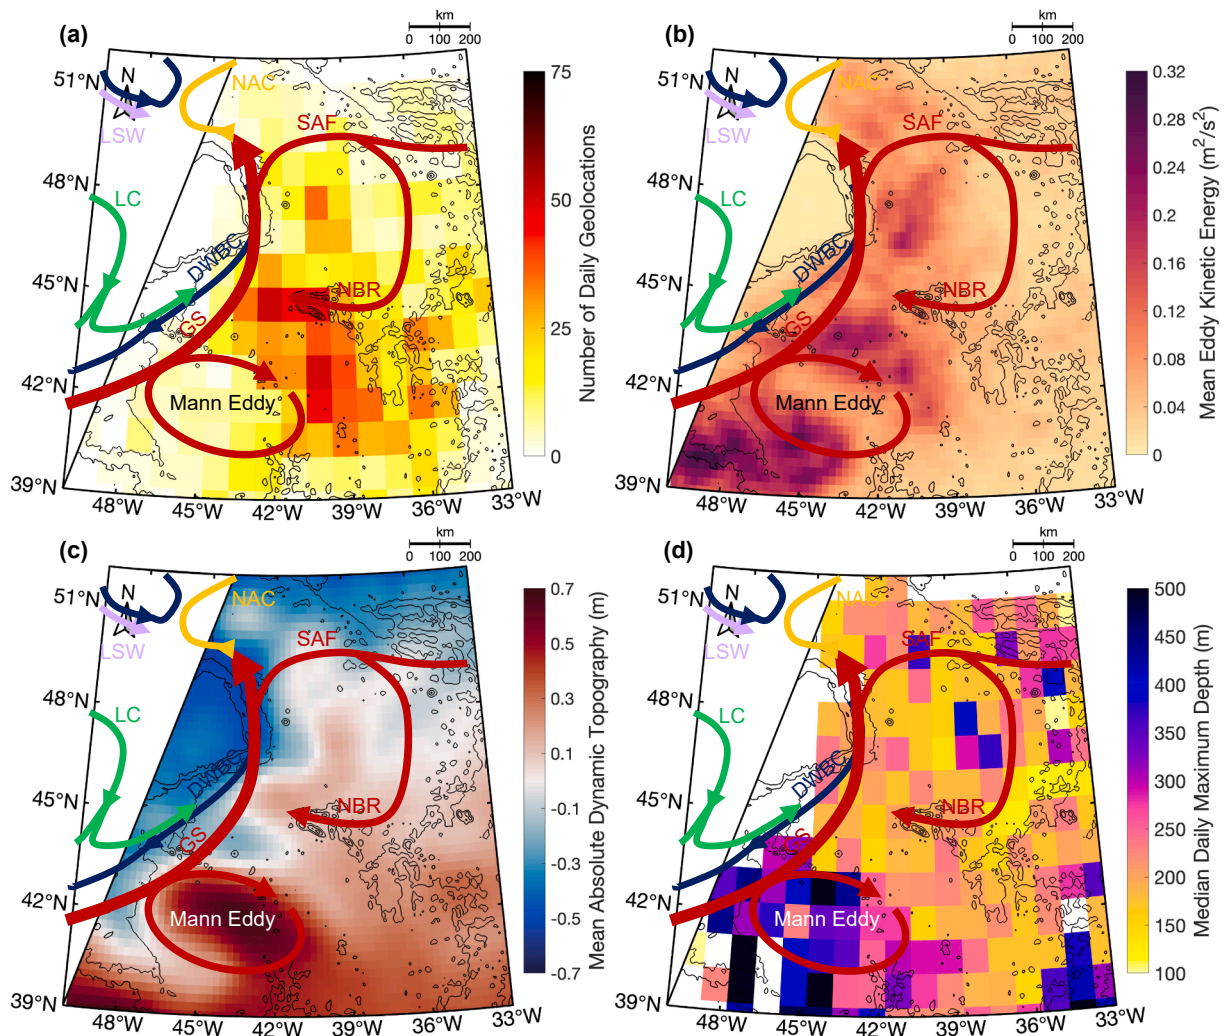 (a)
km
0 100 200
51°N
48°N
45°N
42°N
39°N
48°W
45°W
42°W
39°W
36°W
33°W
N
LSW
NAC
SAF
LC
DWBC
GS
NBR
Mann Eddy
75
50
25
0
Number of Daily Geolocations
(b)
km
0 100 200
51°N
48°N
45°N
42°N
39°N
48°W
45°W
42°W
39°W
36°W
33°W
N
LSW
NAC
SAF
LC
DWBC
GS
NBR
Mann Eddy
0.32
0.28
0.24
0.2
0.16
0.12
0.08
0.04
0
Mean Eddy Kinetic Energy (m²/s²)
(c)
km
0 100 200
51°N
48°N
45°N
42°N
39°N
48°W
45°W
42°W
39°W
36°W
33°W
N
LSW
NAC
SAF
LC
DWBC
GS
NBR
Mann Eddy
0.7
0.5
0.3
0.1
-0.1
-0.3
-0.5
-0.7
Mean Absolute Dynamic Topography (m)
(d)
km
0 100 200
51°N
48°N
45°N
42°N
39°N
48°W
45°W
42°W
39°W
36°W
33°W
N
LSW
NAC
SAF
LC
DWBC
GS
NBR
Mann Eddy
500
450
400
350
300
250
200
150
100
Median Daily Maximum Depth (m)